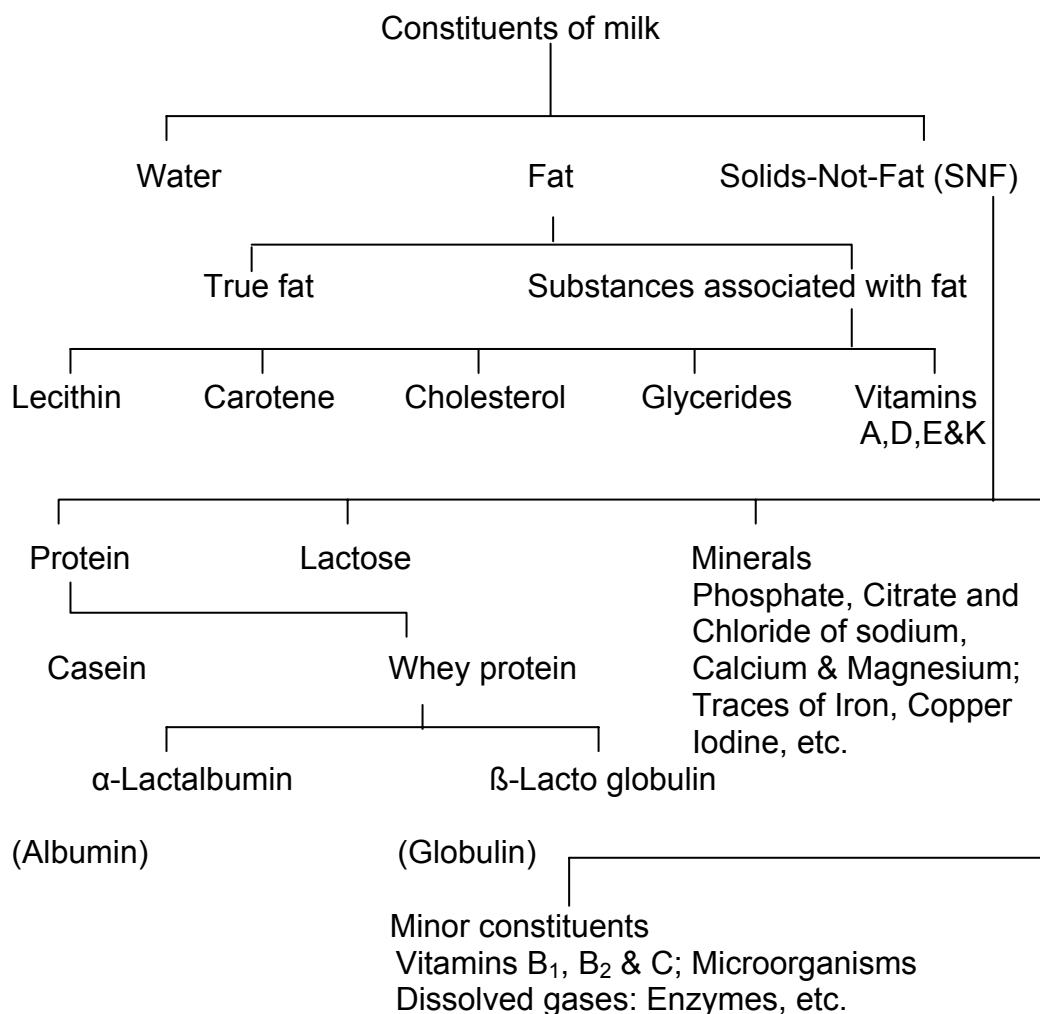 Constituents of milk
Water Fat Solids-Not-Fat (SNF)
True fat Substances associated with fat
Lecithin Carotene Cholesterol Glycerides Vitamins
A,D,E&K
Protein Lactose Minerals
Phosphate, Citrate and
Chloride of sodium,
Casein Whey protein Calcium & Magnesium;
Traces of Iron, Copper
Iodine, etc.
α-Lactalbumin ß-Lacto globulin
(Albumin) (Globulin)
Minor constituents
Vitamins B₁, B₂ & C; Microorganisms
Dissolved gases: Enzymes, etc.